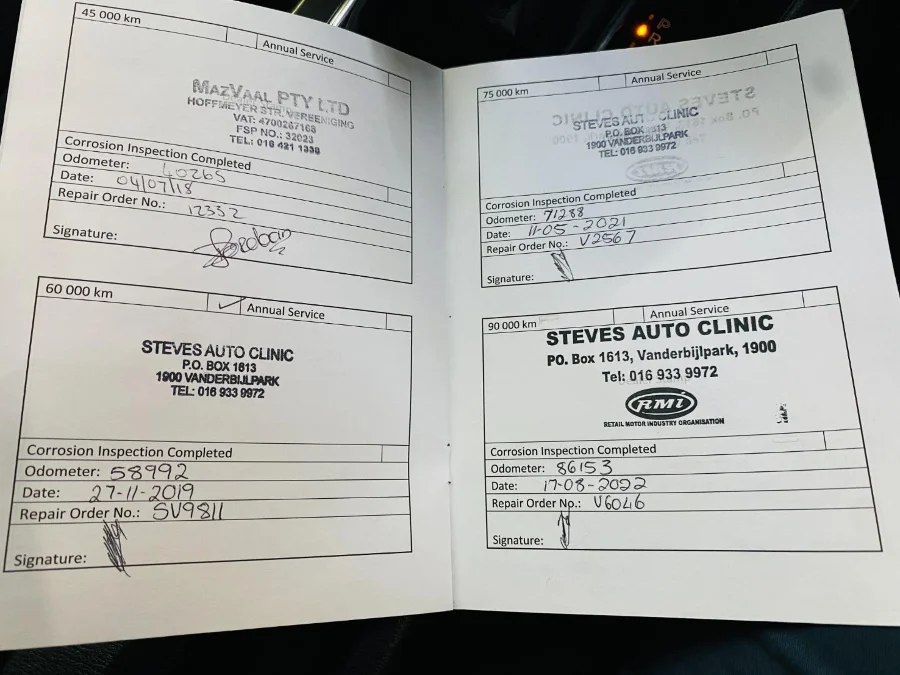 45 000 km
Annual Service
MAZVAAL PTY LTD
HOFFMEYER STR, VEREENIGING
VAT: 4700267168
FSP NO.: 32023
TEL: 016 421 1338
Corrosion Inspection Completed
Odometer: 40265
Date: 04/07/18
Repair Order No.: 12352
Signature:
60 000 km
✓ Annual Service
STEVES AUTO CLINIC
P.O. BOX 1613
1900 VANDERBIJLPARK
TEL: 016 933 9972
Corrosion Inspection Completed
Odometer: 58992
Date: 27-11-2019
Repair Order No.: SV9811
Signature:
75 000 km
Annual Service
STEVES AUTO CLINIC
P.O. BOX 1613
1900 VANDERBIJLPARK
TEL: 016 933 9972
Corrosion Inspection Completed
Odometer: 71288
Date: 11-05-2021
Repair Order No.: V2567
Signature:
90 000 km
Annual Service
STEVES AUTO CLINIC
PO. Box 1613, Vanderbijlpark, 1900
Tel: 016 933 9972
RMi
RETAIL MOTOR INDUSTRY ORGANISATION
Corrosion Inspection Completed
Odometer: 86153
Date: 17-08-2022
Repair Order No.: V6046
Signature: